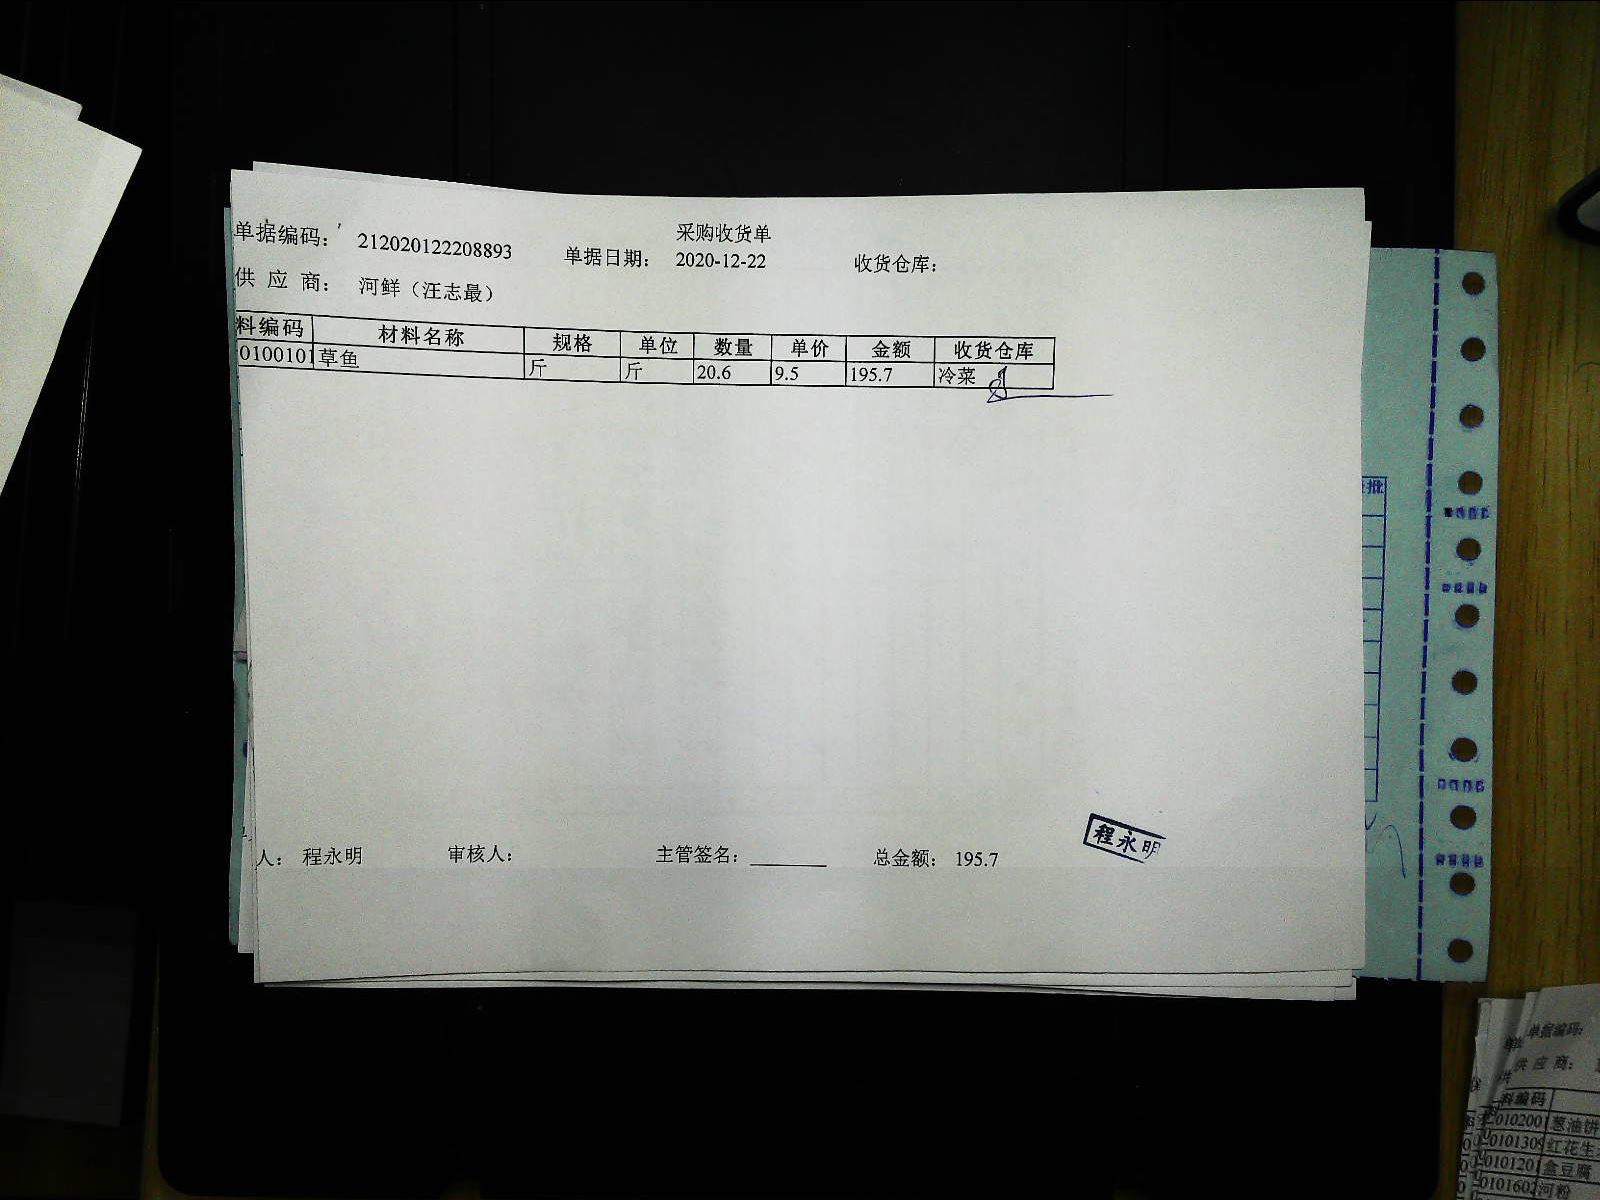 采购收货单
单据编码： 212020122208893 单据日期： 2020-12-22 收货仓库：
供 应 商： 河鲜（汪志最）
料编码 材料名称 规格 单位 数量 单价 金额 收货仓库
0100101 草鱼 斤 斤 20.6 9.5 195.7 冷菜
人： 程永明 审核人： 主管签名： 总金额： 195.7
程永明
批
单据编码：
供 应 商：
料编码
010200 葱油饼
010130 红花生
010120 盒豆腐
0101602 河粉